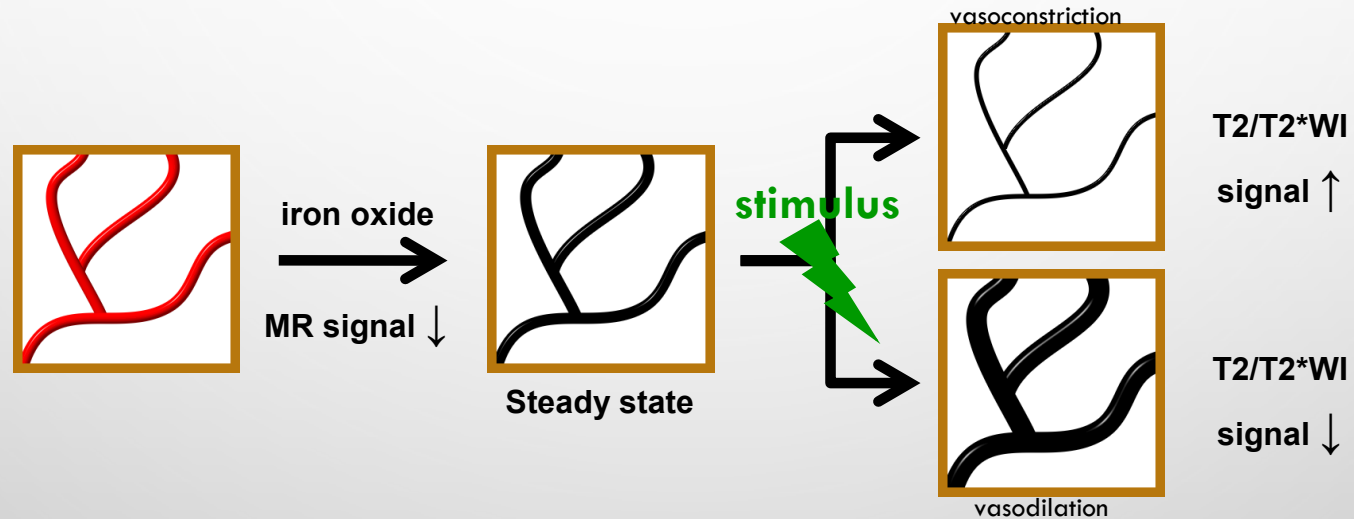 iron oxide
MR signal ↓
Steady state
stimulus
vasoconstriction
T2/T2*WI
signal ↑
T2/T2*WI
signal ↓
vasodilation